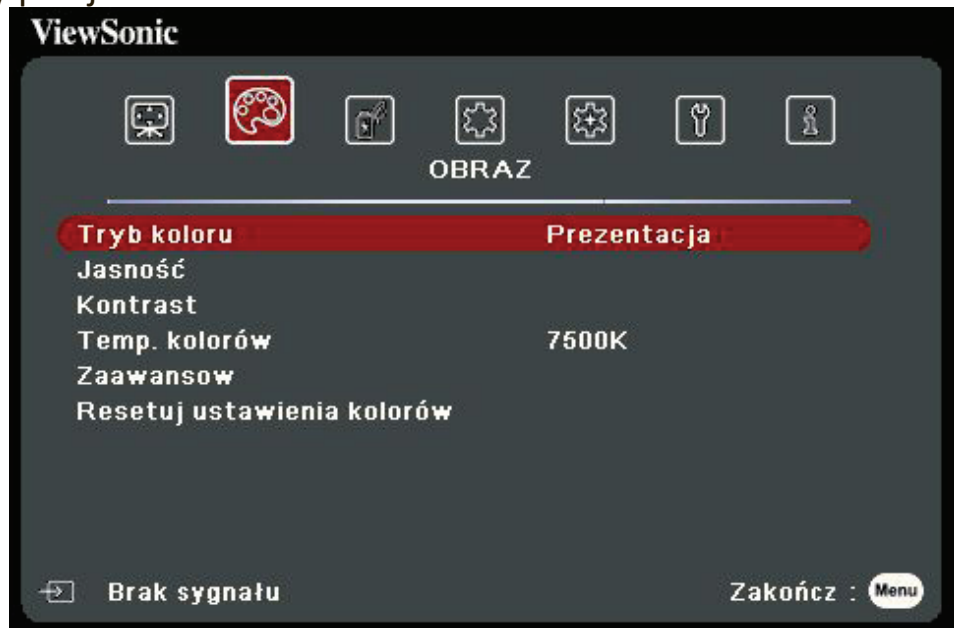 ViewSonic
OBRAZ
Tryb koloru Prezentacja
Jasność
Kontrast
Temp. kolorów 7500K
Zaawansow
Resetuj ustawienia kolorów
Brak sygnału Zakończ : Menu